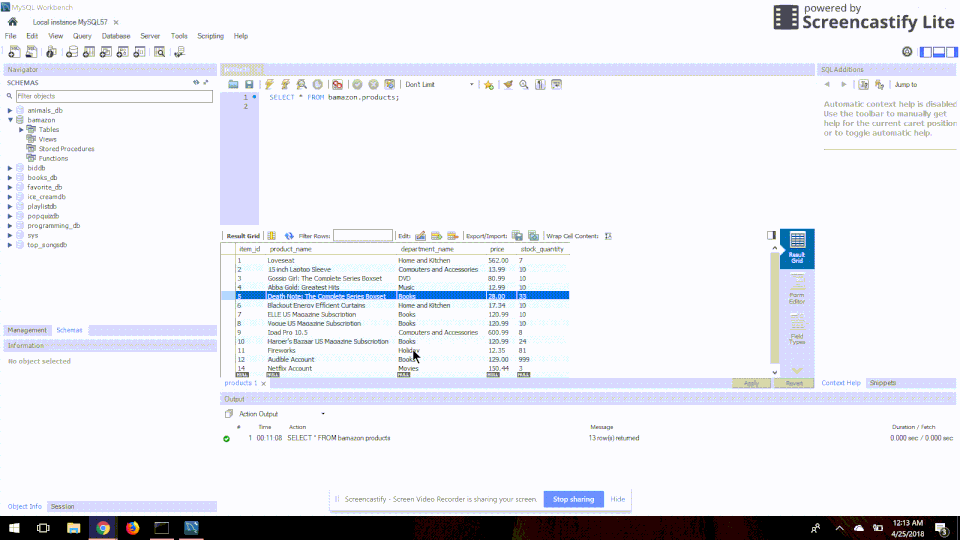 MySQL Workbench
powered by
Screencastify Lite
Local instance MySQL57
File Edit View Query Database Server Tools Scripting Help
Navigator
SCHEMAS
Filter objects
animals_db
bamazon
Tables
Views
Stored Procedures
Functions
biddb
books_db
favorite_db
ice_creamdb
playlistdb
popquizdb
programming_db
sys
top_songsdb
Management Schemas
Information
No object selected
Object Info Session
products
Don't Limit
1 SELECT * FROM bamazon.products;
2
SQL Additions
Jump to
Automatic context help is disabled.
Use the toolbar to manually get
help for the current caret position
or to toggle automatic help.
Result Grid Filter Rows: Edit: Export/Import: Wrap Cell Content:
item_id product_name department_name price stock_quantity
1 Loveseat Home and Kitchen 562.00 7
2 15 inch Laptop Sleeve Computers and Accessories 13.99 10
3 Gossip Girl: The Complete Series Boxset DVD 80.99 10
4 Abba Gold: Greatest Hits Music 12.99 10
5 Death Note: The Complete Series Boxset Books 28.00 33
6 Blackout Energy Efficient Curtains Home and Kitchen 17.34 10
7 ELLE US Magazine Subscription Books 120.99 10
8 Vogue US Magazine Subscription Books 120.99 10
9 Ipad Pro 10.5 Computers and Accessories 600.99 8
10 Harper's Bazaar US Magazine Subscription Books 120.99 24
11 Fireworks Holiday 12.35 81
12 Audible Account Books 129.00 999
14 Netflix Account Movies 150.44 3
NULL NULL NULL NULL NULL
Result
Grid
Form
Editor
Field
Types
products 1 Apply Revert
Context Help Snippets
Output
Action Output
# Time Action Message Duration / Fetch
1 00:11:08 SELECT * FROM bamazon.products 13 row(s) returned 0.000 sec / 0.000 sec
Screencastify - Screen Video Recorder is sharing your screen. Stop sharing Hide
12:13 AM
4/25/2018
3